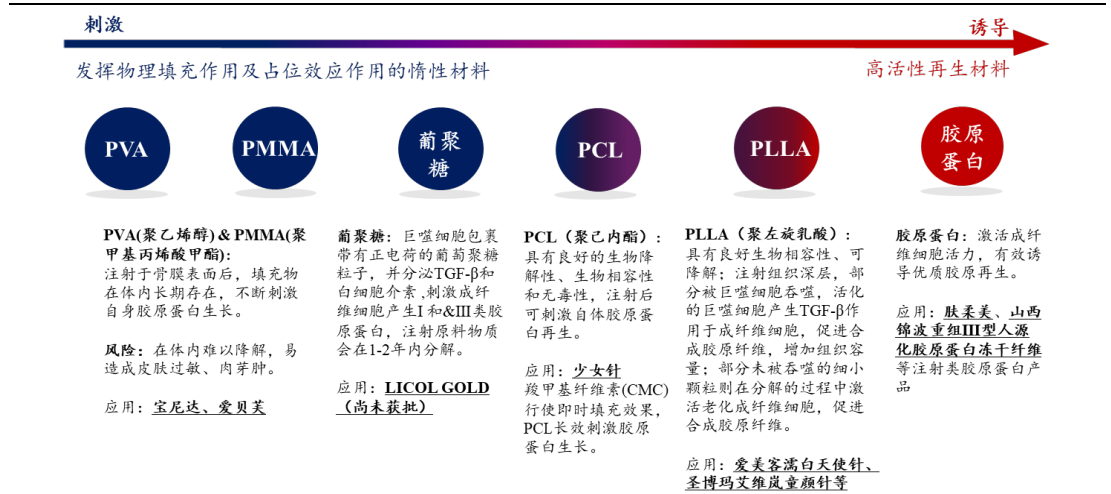 刺激
诱导
发挥物理填充作用及占位效应作用的惰性材料
高活性再生材料
PVA
PMMA
葡聚
糖
PCL
PLLA
胶原
蛋白
PVA(聚乙烯醇)＆PMMA(聚
甲基丙烯酸甲酯):
注射于骨膜表面后，填充物
在体内长期存在，不断刺激
自身胶原蛋白生长。
风险：在体内难以降解，易
造成皮肤过敏、肉芽肿。
应用：宝尼达、爱贝芙
葡聚糖：巨噬细胞包裹
带有正电荷的葡萄聚糖
粒子，并分泌TGF-β和
白细胞介素,刺激成纤
维细胞产生I 和&III类胶
原蛋白，注射原料物质
会在1-2年内分解。
应用：LICOL GOLD
（尚未获批）
PCL（聚己内酯）：
具有良好的生物降
解性、生物相容性
和无毒性，注射后
可刺激自体胶原蛋
白再生。
应用：少女针
羧甲基纤维素(CMC)
行使即时填充效果，
PCL长效刺激胶原
蛋白生长。
PLLA（聚左旋乳酸）：
具有良好生物相容性、可
降解；注射组织深层，部
分被巨噬细胞吞噬，活化
的巨噬细胞产生TGF-β作
用于成纤维细胞，促进合
成胶原纤维，增加组织容
量；部分未被吞噬的细小
颗粒则在分解的过程中激
活老化成纤维细胞，促进
合成胶原纤维。
应用：爱美客濡白天使针、
圣博玛艾维岚童颜针等
胶原蛋白：激活成纤
维细胞活力，有效诱
导优质胶原再生。
应用：肤柔美、山西
锦波重组III型人源
化胶原蛋白冻干纤维
等注射类胶原蛋白产
品